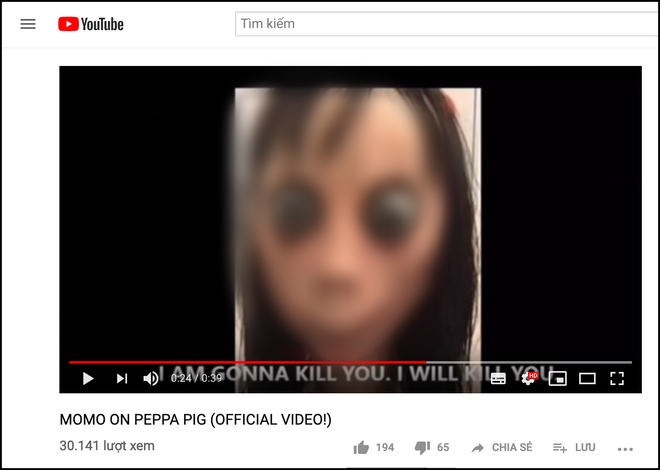 YouTube
Tìm kiếm
I AM GONNA KILL YOU. I WILL KILL YOU
0:24 / 0:39
HD
MOMO ON PEPPA PIG (OFFICIAL VIDEO!)
30.141 lượt xem
194
65
CHIA SẺ
LƯU